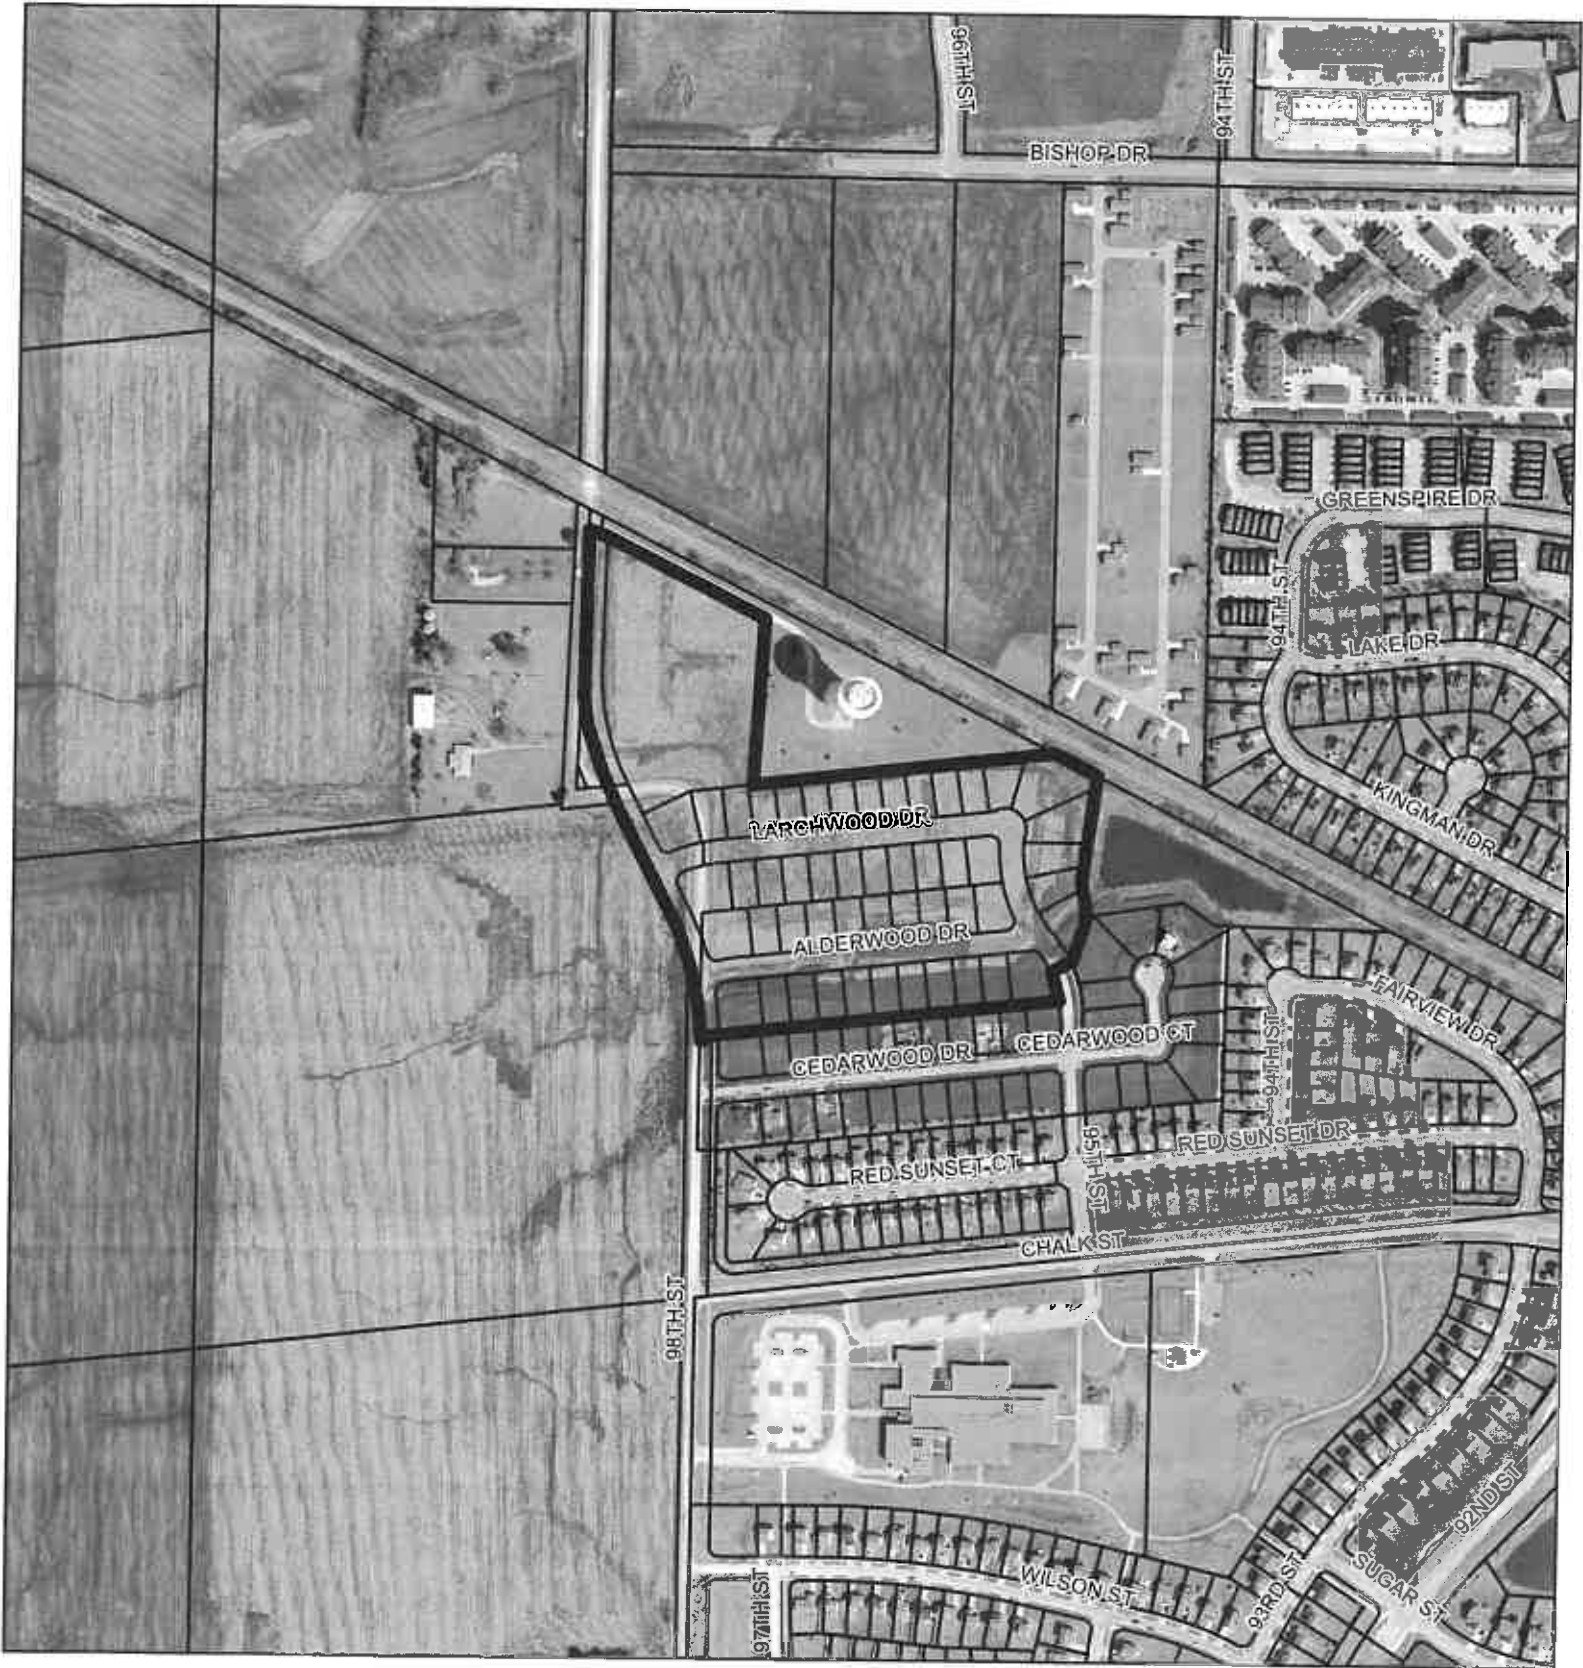 96TH ST
94TH ST
BISHOP DR
GREENSPIRE DR
94TH ST
LAKE DR
KINGMAN DR
LARCHWOOD DR
ALDERWOOD DR
FAIRVIEW DR
CEDARWOOD CT
CEDARWOOD DR
94TH ST
RED SUNSET DR
95TH ST
RED SUNSET CT
CHALK ST
98TH ST
92ND ST
WILSON ST
SUGAR ST
93RD ST
97TH ST